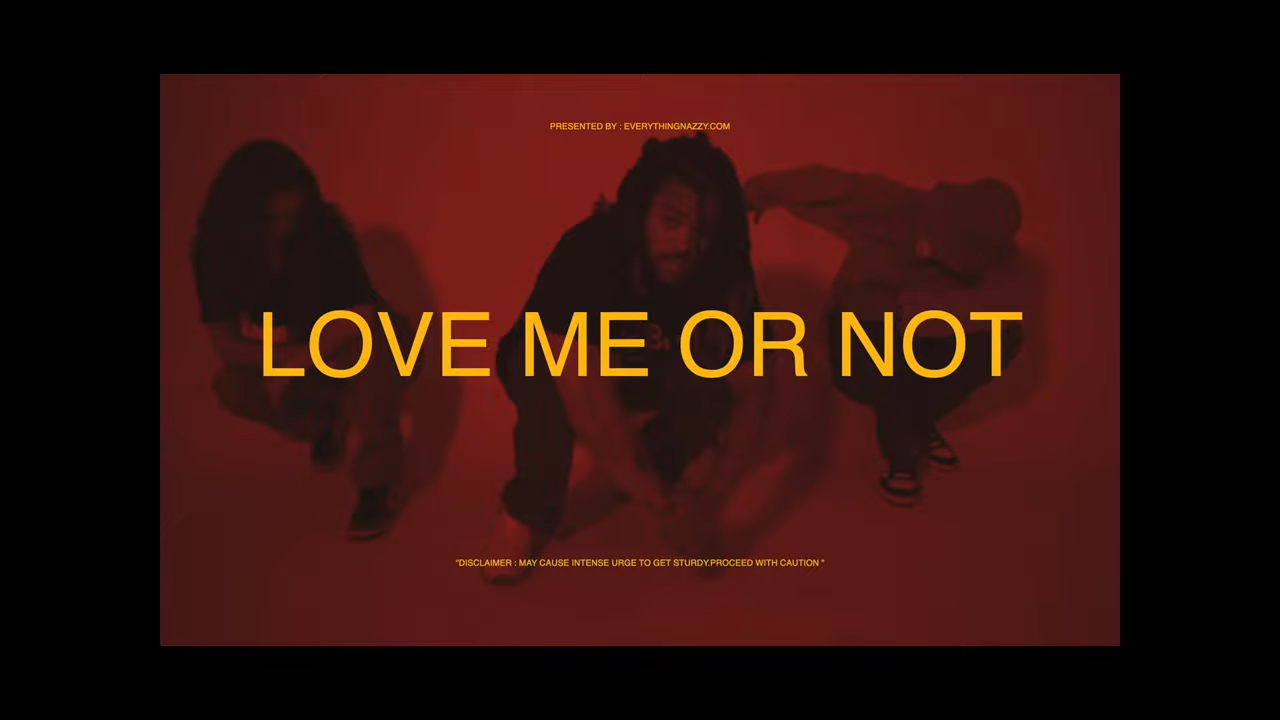 PRESENTED BY : EVERYTHINGNAZZY.COM
LOVE ME OR NOT
"DISCLAIMER : MAY CAUSE INTENSE URGE TO GET STURDY.PROCEED WITH CAUTION "